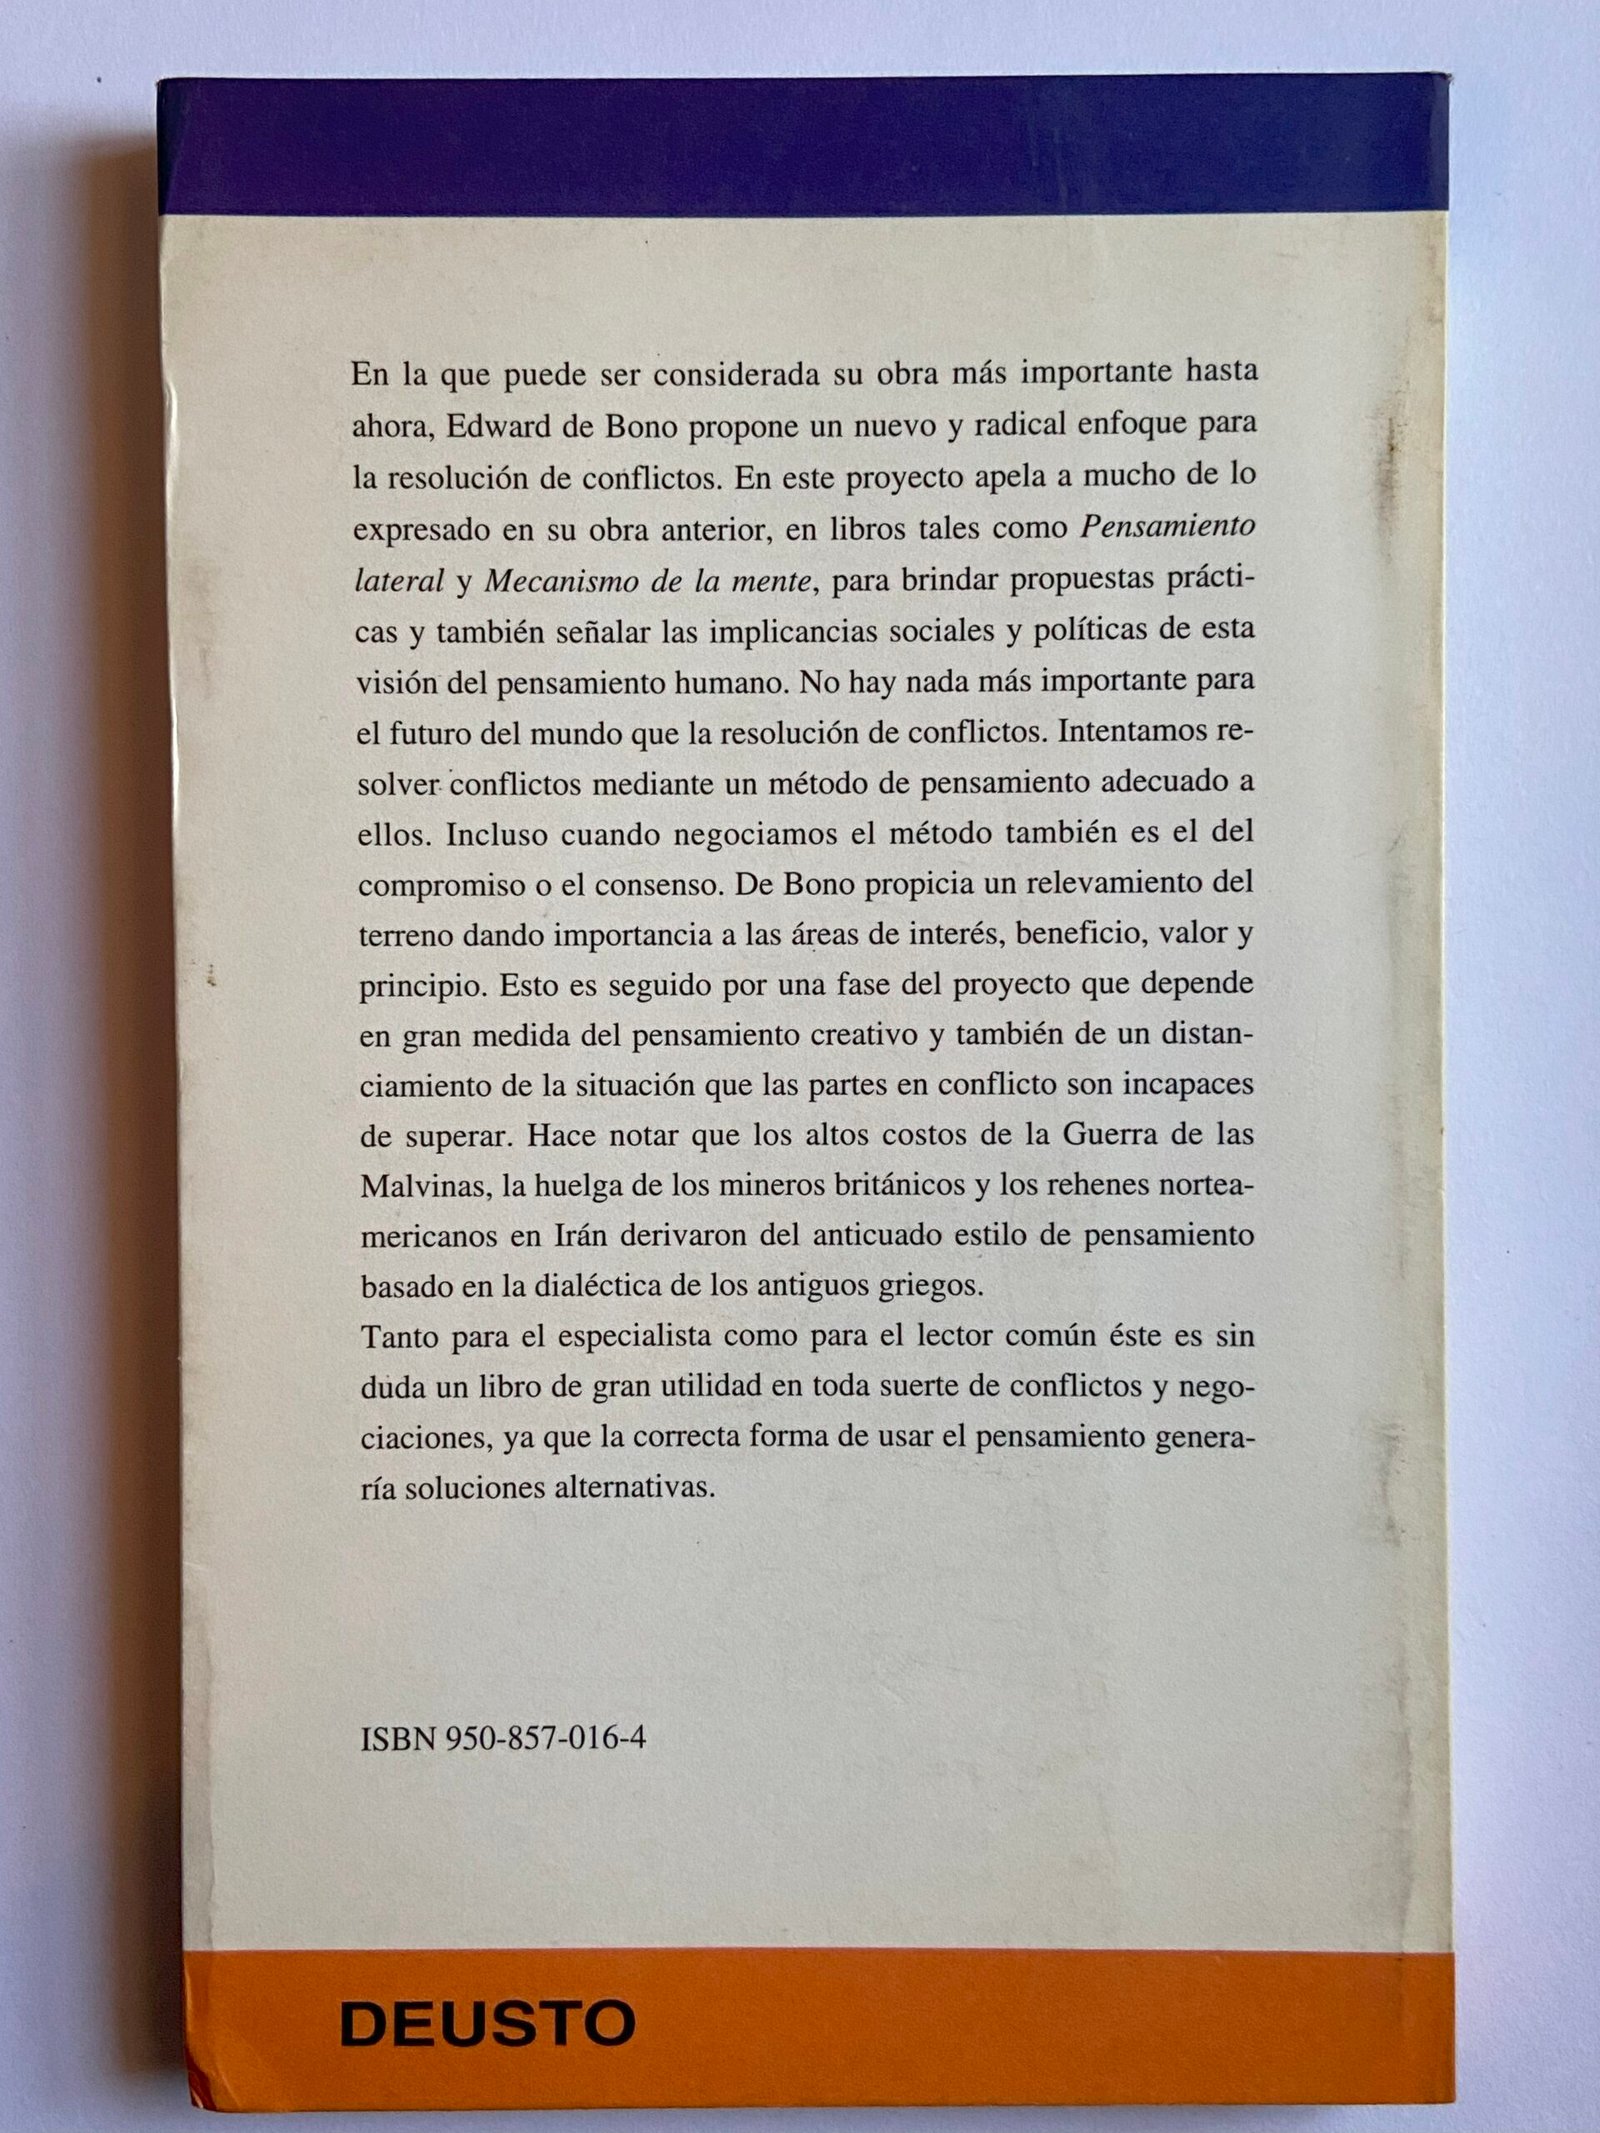 En la que puede ser considerada su obra más importante hasta
ahora, Edward de Bono propone un nuevo y radical enfoque para
la resolución de conflictos. En este proyecto apela a mucho de lo
expresado en su obra anterior, en libros tales como Pensamiento
lateral y Mecanismo de la mente, para brindar propuestas prácti-
cas y también señalar las implicancias sociales y políticas de esta
visión del pensamiento humano. No hay nada más importante para
el futuro del mundo que la resolución de conflictos. Intentamos re-
solver conflictos mediante un método de pensamiento adecuado a
ellos. Incluso cuando negociamos el método también es el del
compromiso o el consenso. De Bono propicia un relevamiento del
terreno dando importancia a las áreas de interés, beneficio, valor y
principio. Esto es seguido por una fase del proyecto que depende
en gran medida del pensamiento creativo y también de un distan-
ciamiento de la situación que las partes en conflicto son incapaces
de superar. Hace notar que los altos costos de la Guerra de las
Malvinas, la huelga de los mineros británicos y los rehenes nortea-
mericanos en Irán derivaron del anticuado estilo de pensamiento
basado en la dialéctica de los antiguos griegos.
Tanto para el especialista como para el lector común éste es sin
duda un libro de gran utilidad en toda suerte de conflictos y nego-
ciaciones, ya que la correcta forma de usar el pensamiento genera-
ría soluciones alternativas.
ISBN 950-857-016-4
DEUSTO